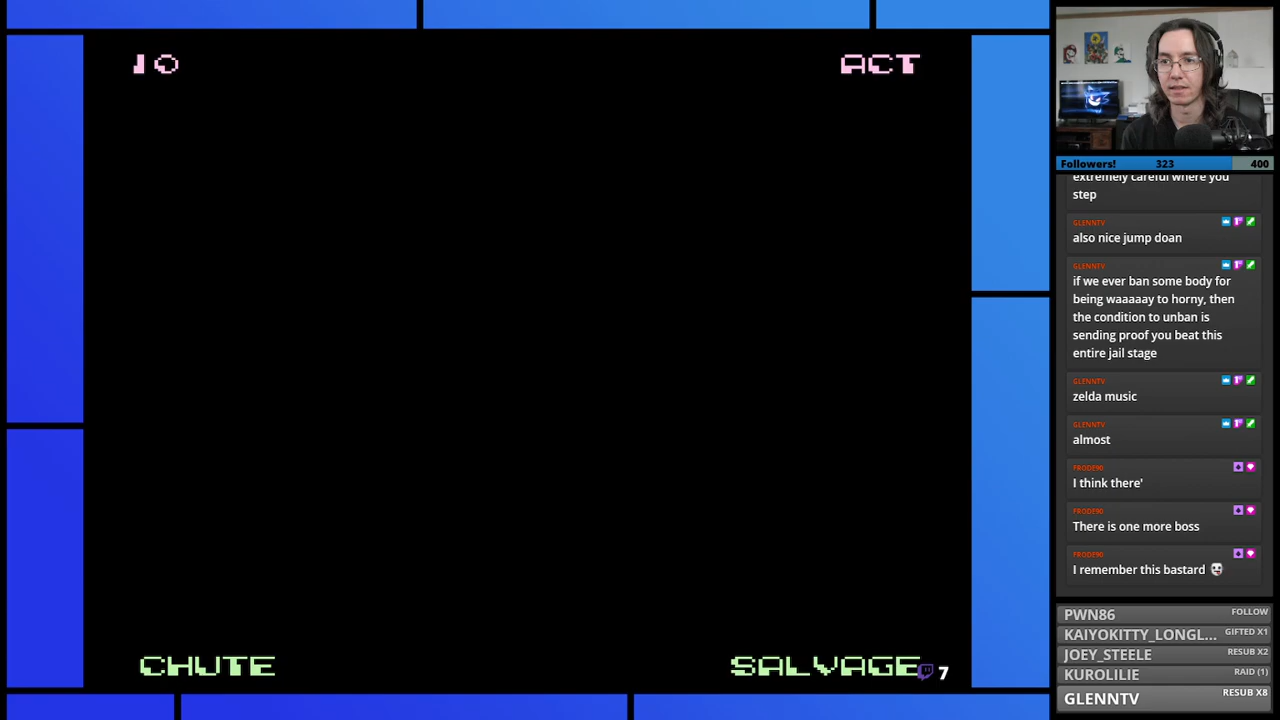 10
ACT
CHUTE
SALVAGE
7
Followers!
323
400
extremely careful where you
step
GLENNTV
also nice jump doan
GLENNTV
if we ever ban some body for
being waaaaay to horny, then
the condition to unban is
sending proof you beat this
entire jail stage
GLENNTV
zelda music
GLENNTV
almost
FRODE90
I think there'
FRODE90
There is one more boss
FRODE90
I remember this bastard
PWN86
FOLLOW
KAIYOKITTY_LONGL...
GIFTED X1
JOEY_STEELE
RESUB X2
KUROLILIE
RAID (1)
GLENNTV
RESUB X8